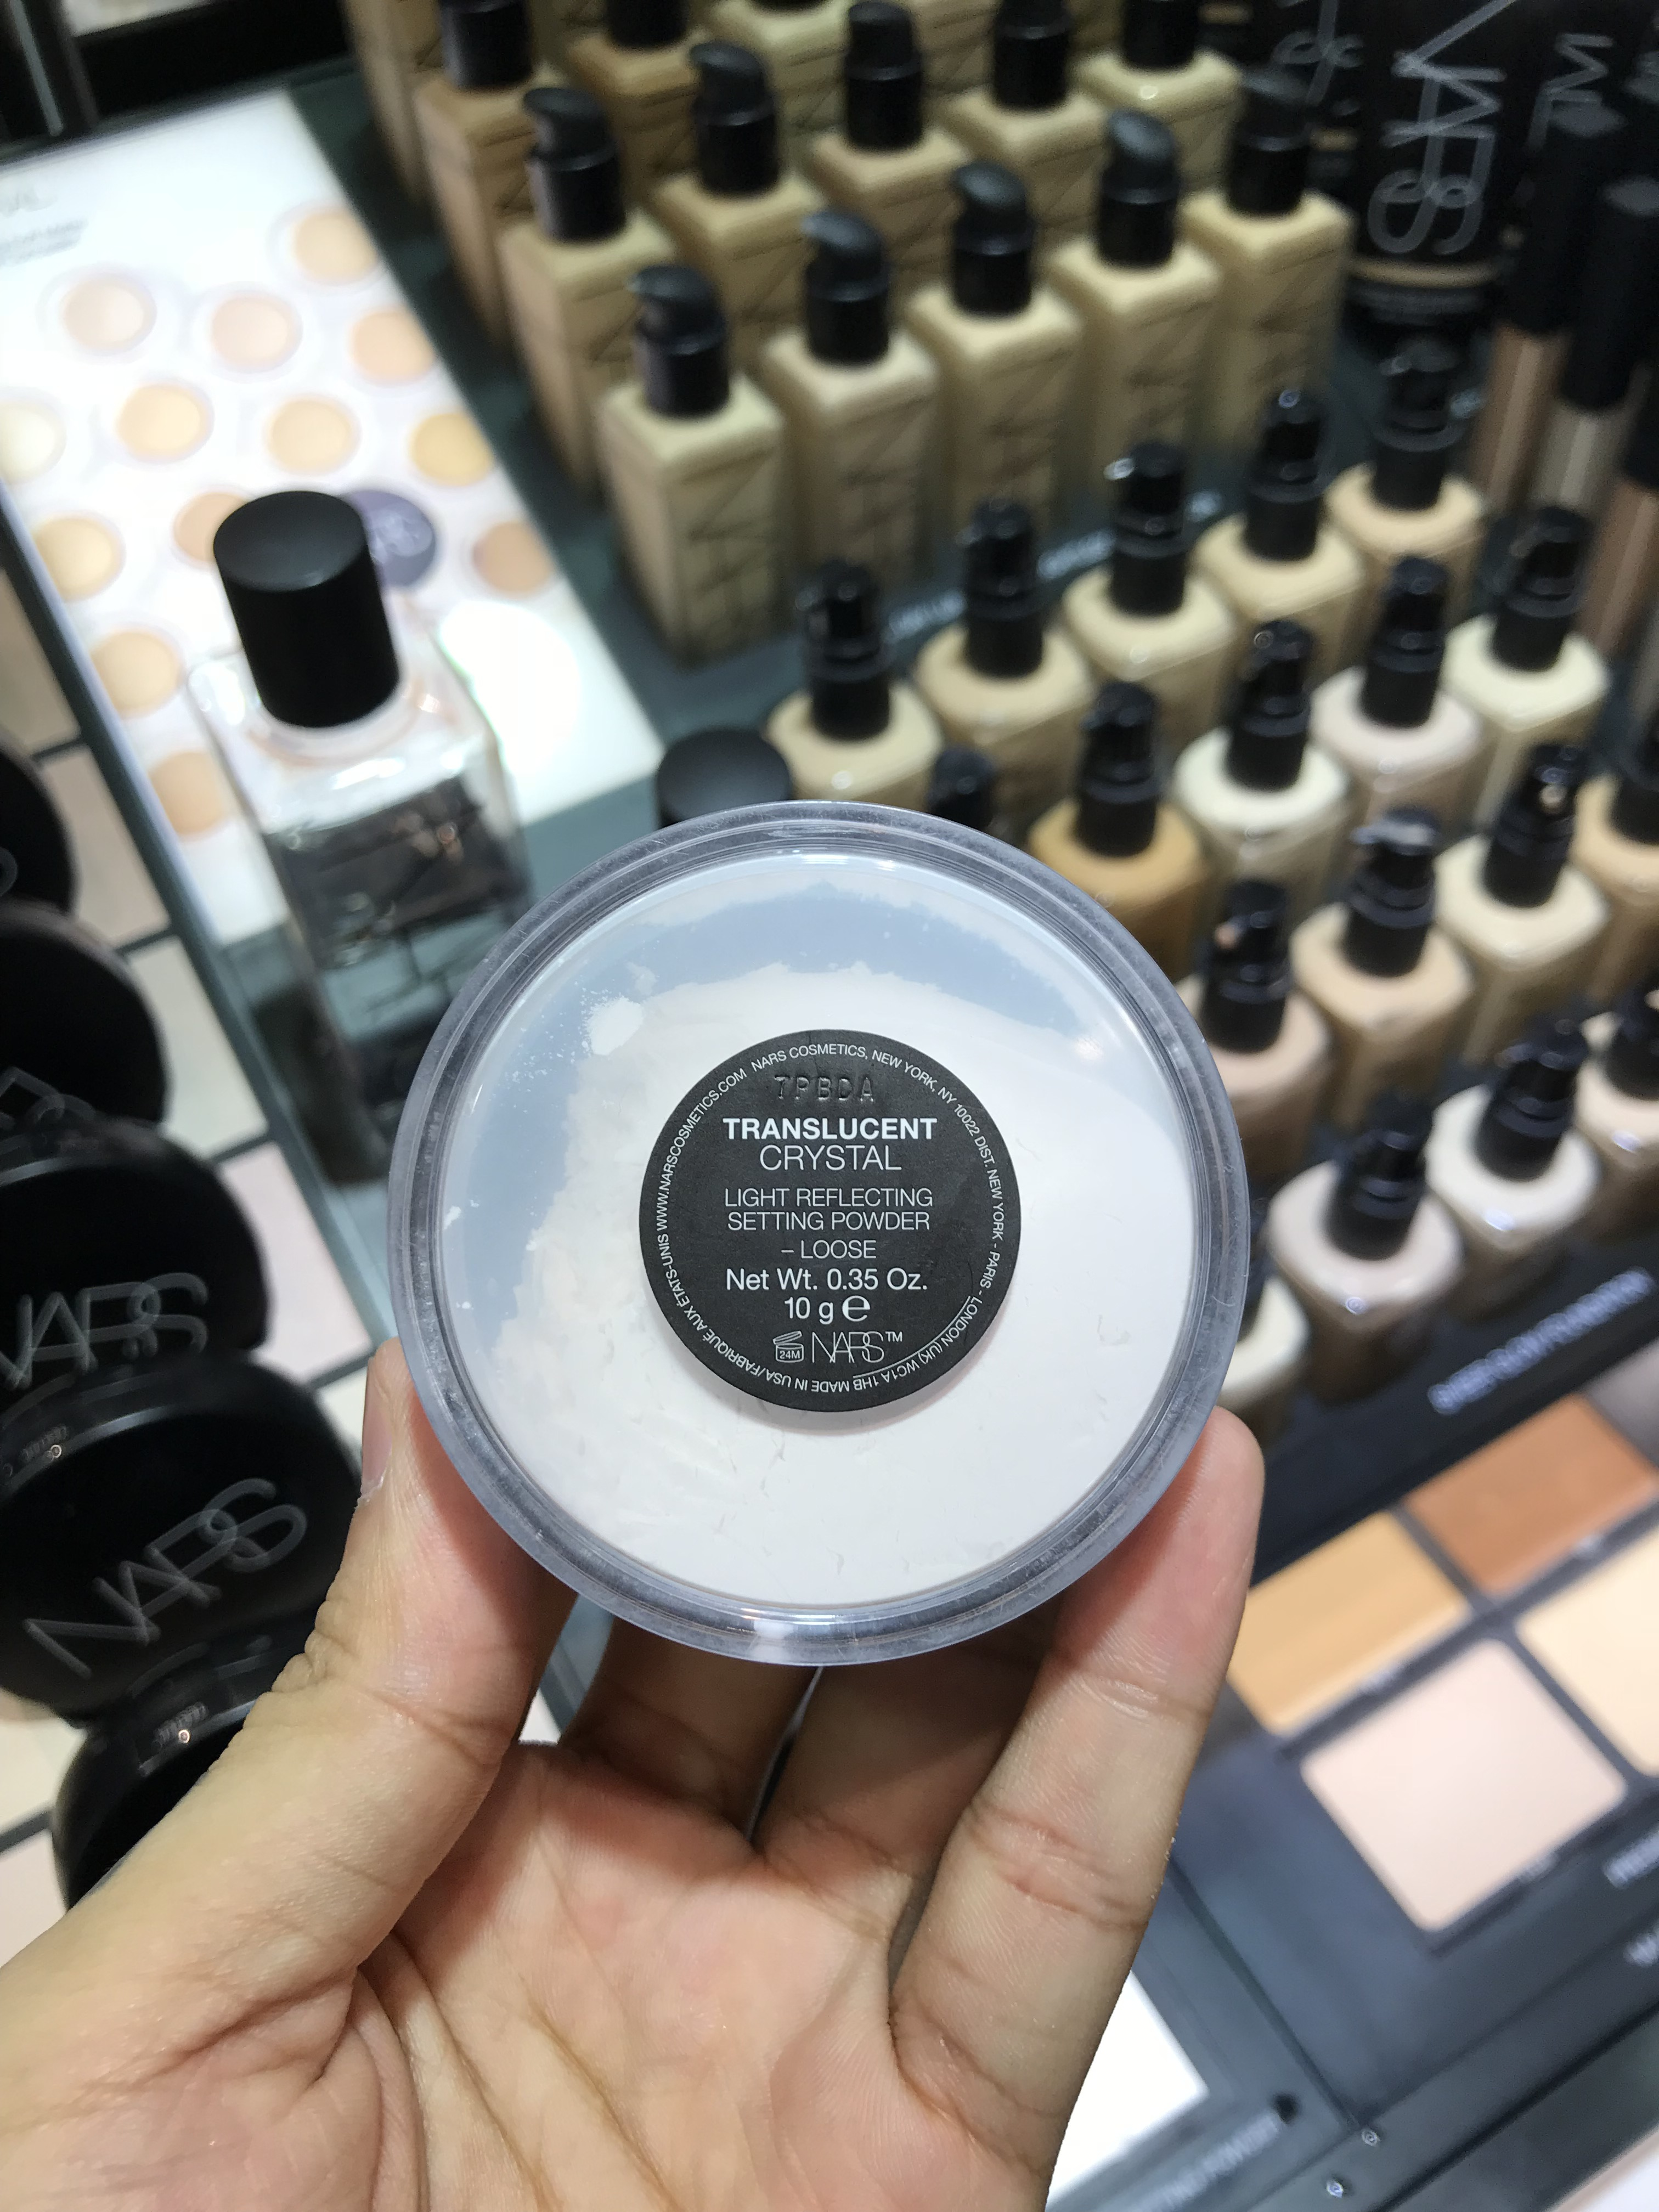 NARS COSMETICS, NEW YORK, NY 10022 DIST. NEW YORK - PARIS - LONDON (UK) WC1A 1HB MADE IN USA/FABRIQUÉ AUX ETATS-UNIS WWW.NARSCOSMETICS.COM
7PBDA
TRANSLUCENT
CRYSTAL
LIGHT REFLECTING
SETTING POWDER
– LOOSE
Net Wt. 0.35 Oz.
10 g ℮
24M NARS™
NARS
NARS
NARS